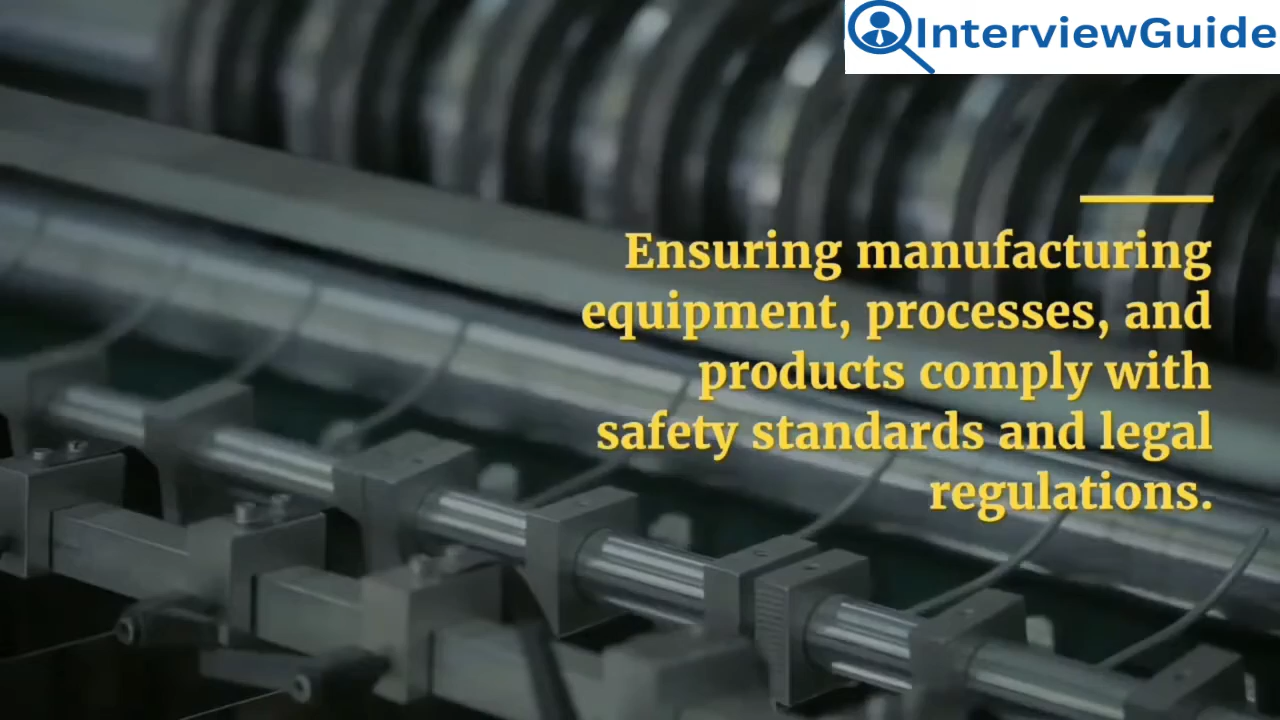 InterviewGuide
Ensuring manufacturing
equipment, processes, and
products comply with
safety standards and legal
regulations.